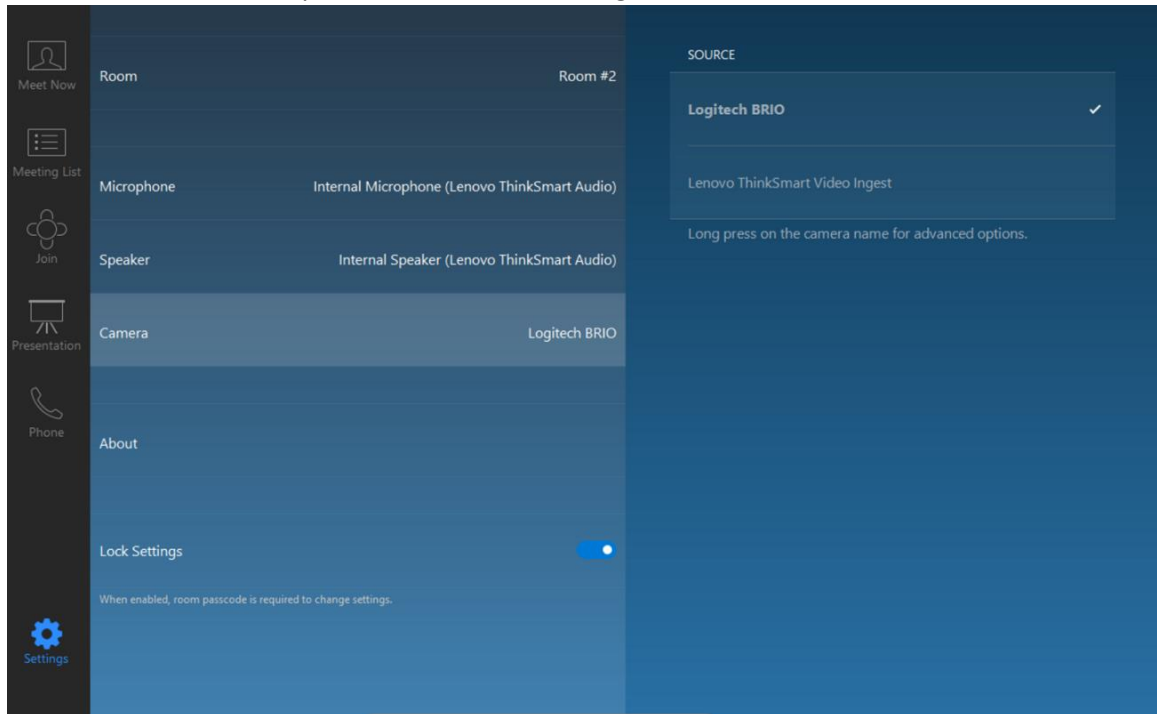 Meet Now
Meeting List
Join
Presentation
Phone
Settings
Room Room #2
Microphone Internal Microphone (Lenovo ThinkSmart Audio)
Speaker Internal Speaker (Lenovo ThinkSmart Audio)
Camera Logitech BRIO
About
Lock Settings
When enabled, room passcode is required to change settings.
SOURCE
Logitech BRIO
Lenovo ThinkSmart Video Ingest
Long press on the camera name for advanced options.